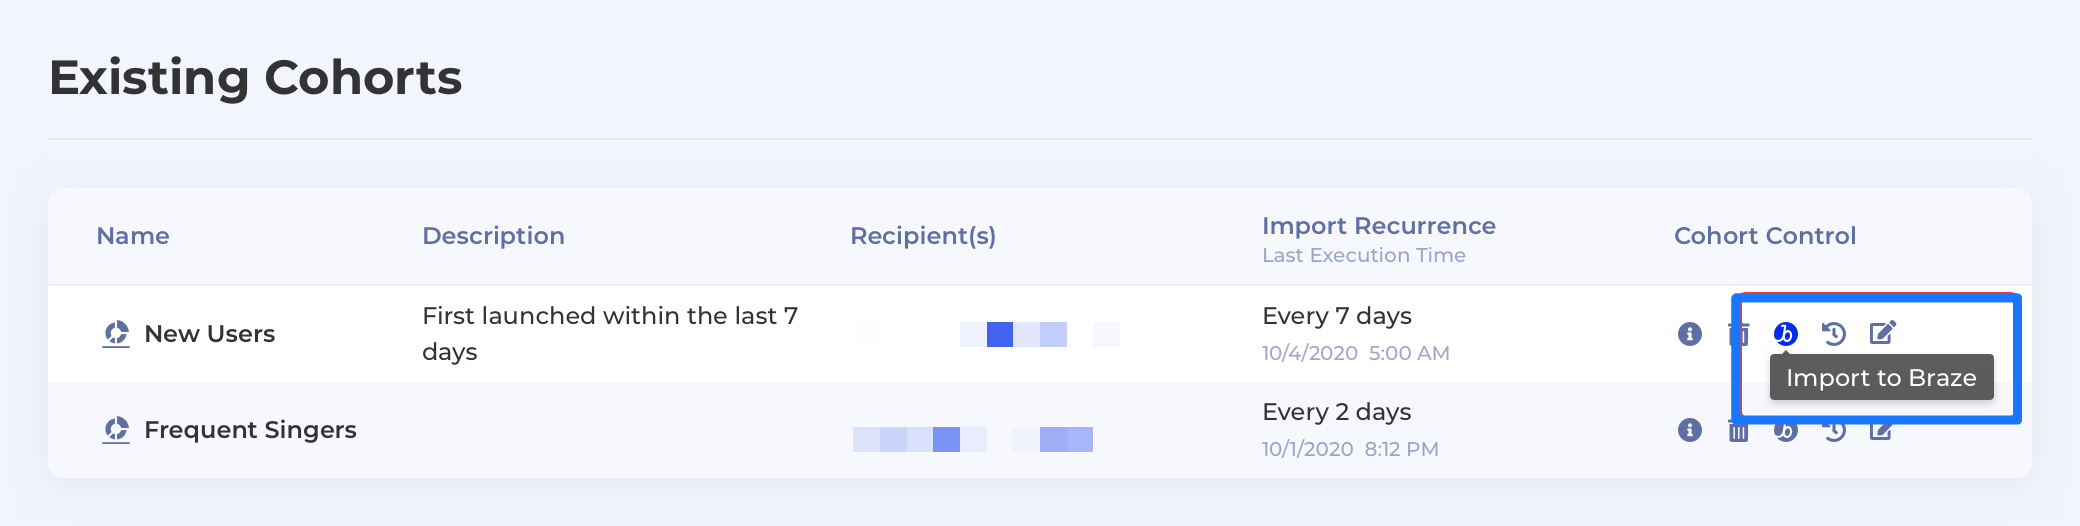 Existing Cohorts
Name
Description
Recipient(s)
Import Recurrence
Last Execution Time
Cohort Control
New Users
First launched within the last 7
days
Every 7 days
10/4/2020 5:00 AM
Import to Braze
Frequent Singers
Every 2 days
10/1/2020 8:12 PM